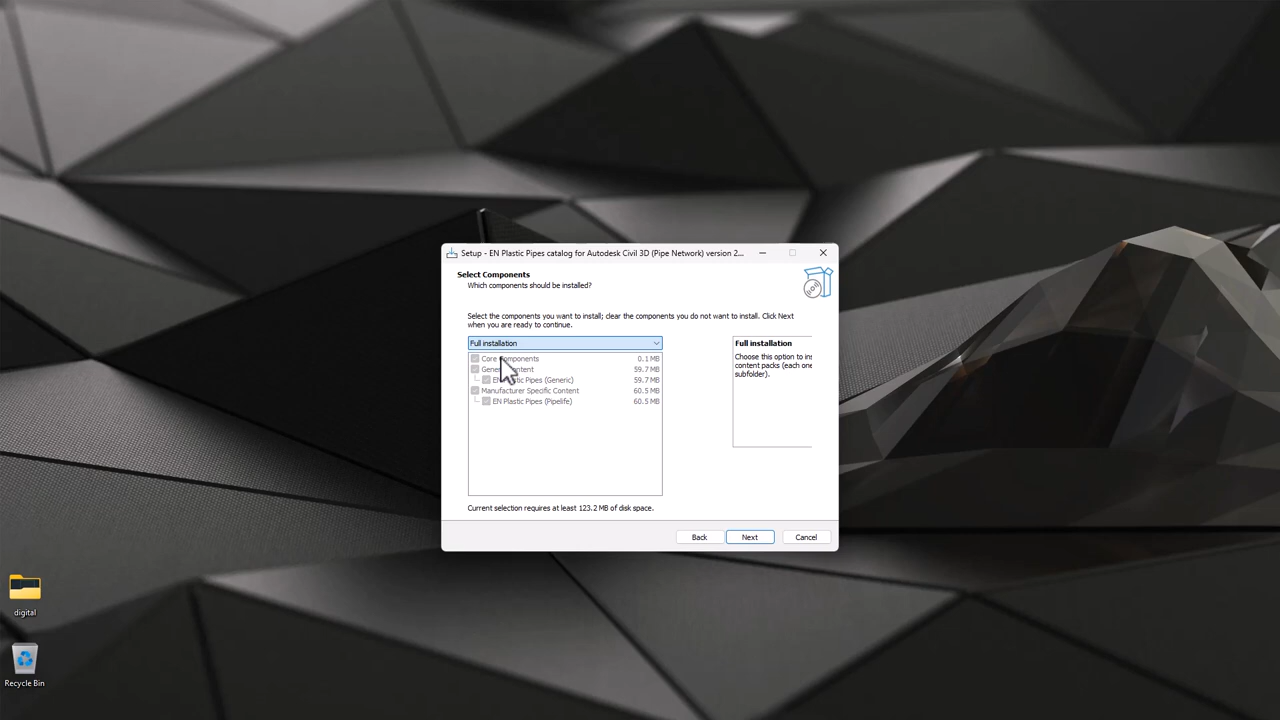 Setup - EN Plastic Pipes catalog for Autodesk Civil 3D (Pipe Network) version 2...
Select Components
Which components should be installed?
Select the components you want to install; clear the components you do not want to install. Click Next
when you are ready to continue.
Full installation
Core Components 0.1 MB
59.7 MB
Plastic Pipes (Generic) 59.7 MB
Manufacturer Specific Content 60.5 MB
EN Plastic Pipes (Pipelife) 60.5 MB
Full installation
Choose this option to ins
content packs (each one
subfolder).
Current selection requires at least 123.2 MB of disk space.
Back Next Cancel
digital
Recycle Bin